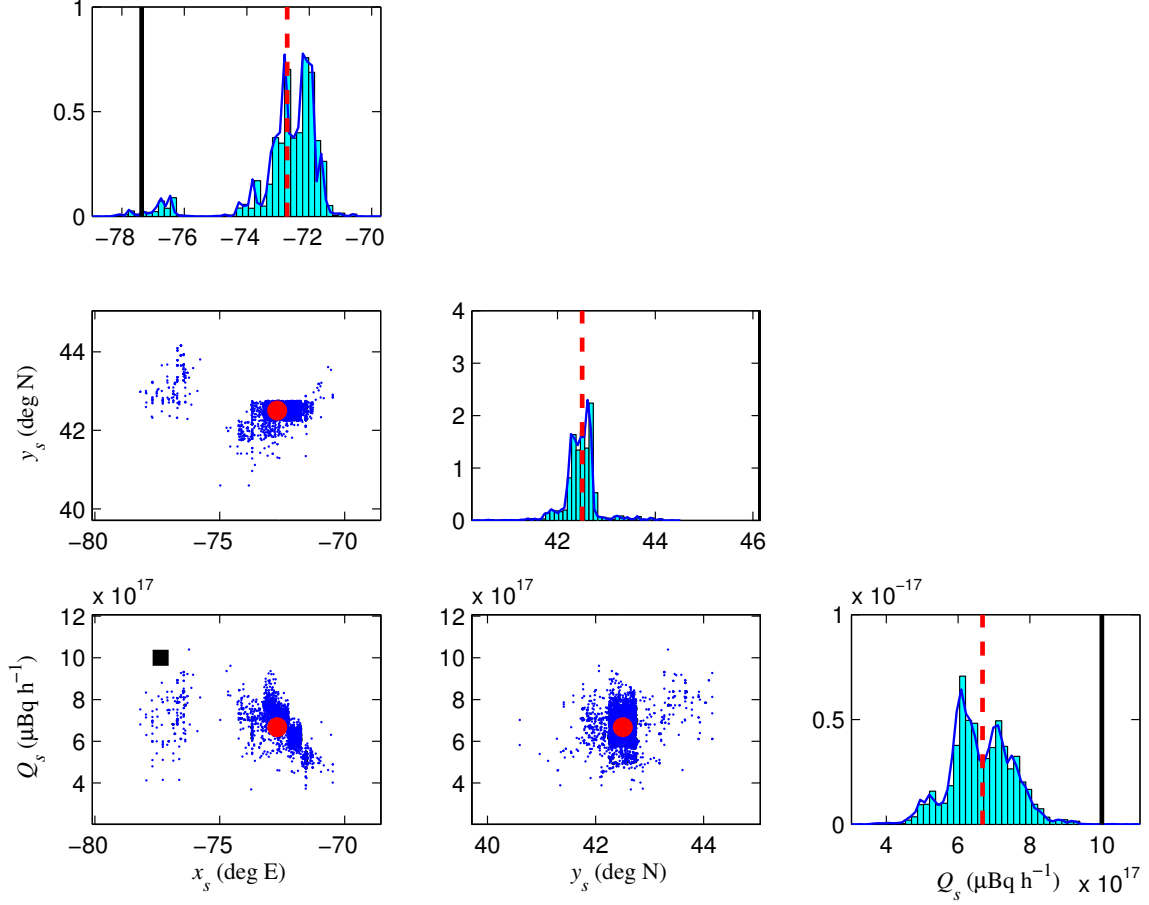 1
0.5
0
−78 −76 −74 −72 −70
44
42
40
y_s (deg N)
−80 −75 −70
4
3
2
1
0
42 44 46
x 10^17
12
10
8
6
4
Q_s (μBq h^−1)
−80 −75 −70
x_s (deg E)
x 10^17
12
10
8
6
4
40 42 44
y_s (deg N)
x 10^−17
1
0.5
0
4 6 8 10
Q_s (μBq h^−1) x 10^17